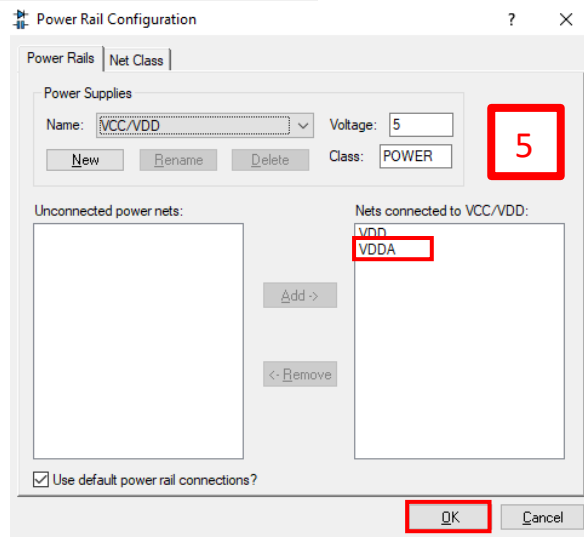 Power Rail Configuration ? ×
Power Rails Net Class
Power Supplies
Name: VCC/VDD Voltage: 5
New Rename Delete Class: POWER
5
Unconnected power nets: Nets connected to VCC/VDD:
VDD
VDDA
Add ->
<- Remove
Use default power rail connections?
OK Cancel